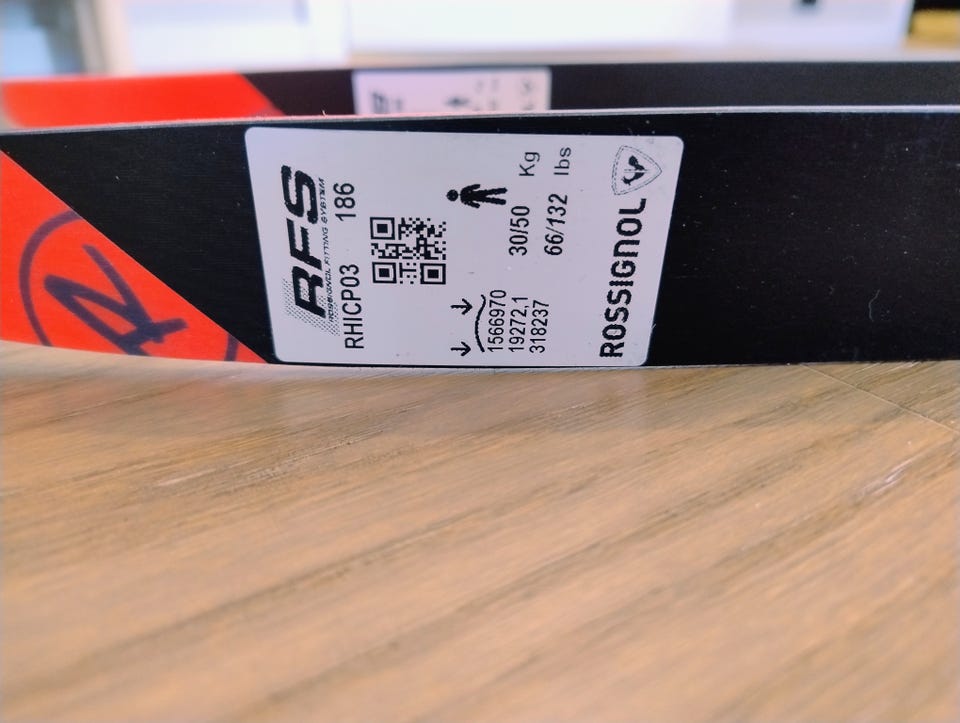 RFS
ROSSIGNOL FITTING SYSTEM
RHICP03 186
30/50 Kg
66/132 lbs
1566970
19272,1
318237
ROSSIGNOL